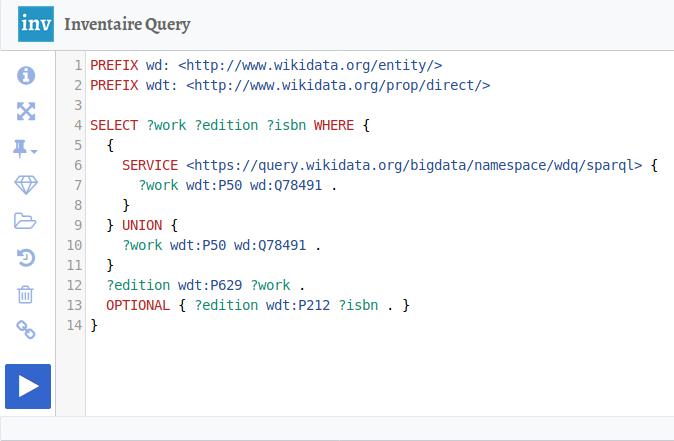 inv Inventaire Query
1 PREFIX wd: <http://www.wikidata.org/entity/>
2 PREFIX wdt: <http://www.wikidata.org/prop/direct/>
3
4 SELECT ?work ?edition ?isbn WHERE {
5   {
6     SERVICE <https://query.wikidata.org/bigdata/namespace/wdq/sparql> {
7       ?work wdt:P50 wd:Q78491 .
8     }
9   } UNION {
10     ?work wdt:P50 wd:Q78491 .
11   }
12   ?edition wdt:P629 ?work .
13   OPTIONAL { ?edition wdt:P212 ?isbn . }
14 }